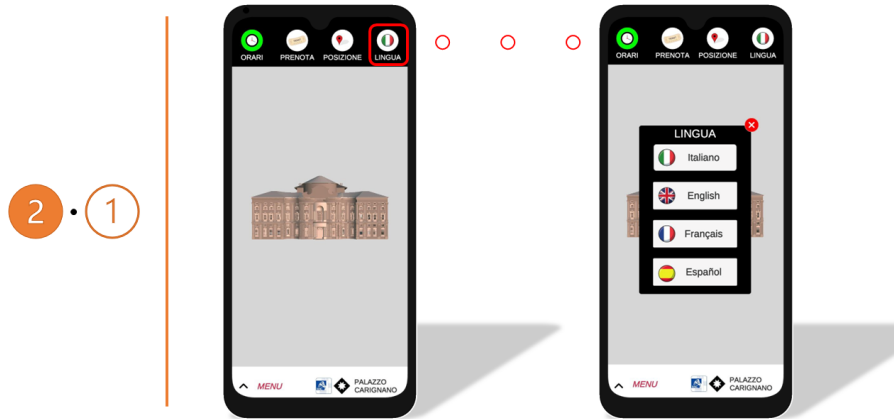 2 · 1
ORARI PRENOTA POSIZIONE LINGUA
MENU
PALAZZO
CARIGNANO
ORARI PRENOTA POSIZIONE LINGUA
LINGUA
Italiano
English
Français
Español
MENU
PALAZZO
CARIGNANO